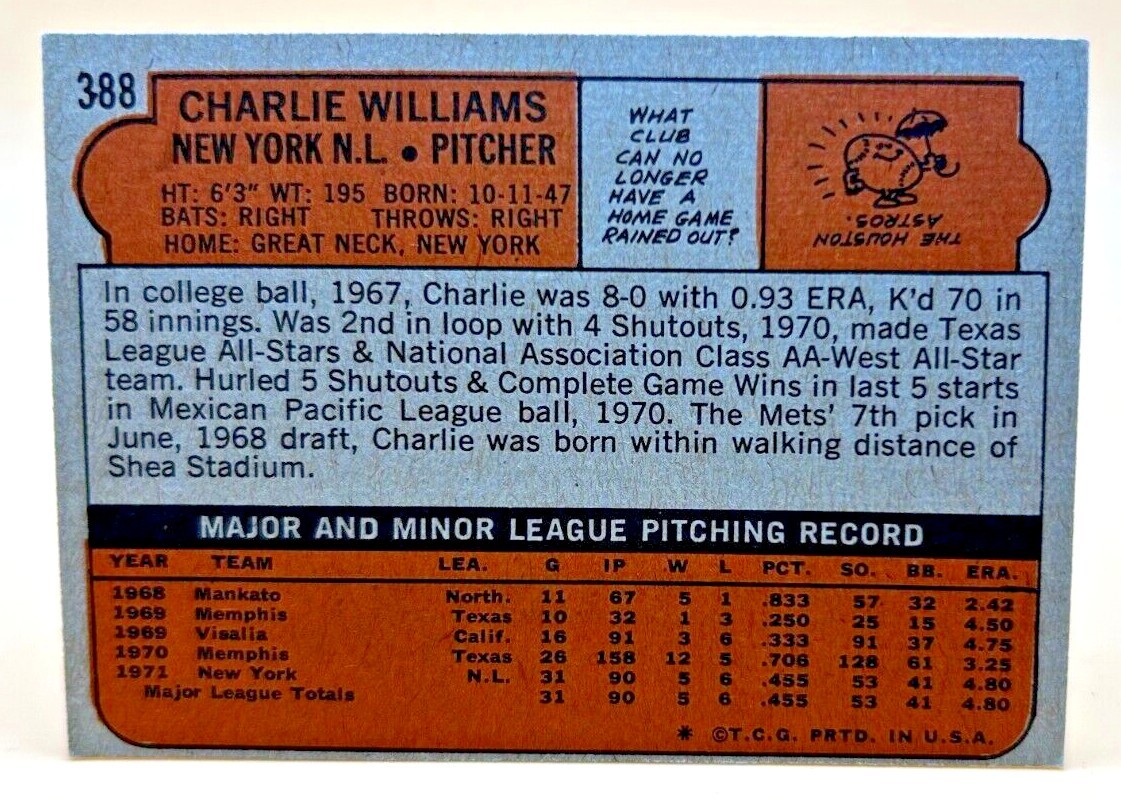 388
CHARLIE WILLIAMS
NEW YORK N.L. • PITCHER
HT: 6'3" WT: 195 BORN: 10-11-47
BATS: RIGHT THROWS: RIGHT
HOME: GREAT NECK, NEW YORK
WHAT
CLUB
CAN NO
LONGER
HAVE A
HOME GAME
RAINED OUT?
THE HOUSTON
ASTROS.
In college ball, 1967, Charlie was 8-0 with 0.93 ERA, K'd 70 in
58 innings. Was 2nd in loop with 4 Shutouts, 1970, made Texas
League All-Stars & National Association Class AA-West All-Star
team. Hurled 5 Shutouts & Complete Game Wins in last 5 starts
in Mexican Pacific League ball, 1970. The Mets' 7th pick in
June, 1968 draft, Charlie was born within walking distance of
Shea Stadium.
MAJOR AND MINOR LEAGUE PITCHING RECORD
YEAR TEAM LEA. G IP W L PCT. SO. BB. ERA.
1968 Mankato North. 11 67 5 1 .833 57 32 2.42
1969 Memphis Texas 10 32 1 3 .250 25 15 4.50
1969 Visalia Calif. 16 91 3 6 .333 91 37 4.75
1970 Memphis Texas 26 158 12 5 .706 128 61 3.25
1971 New York N.L. 31 90 5 6 .455 53 41 4.80
Major League Totals 31 90 5 6 .455 53 41 4.80
* ©T.C.G. PRTD. IN U.S.A.